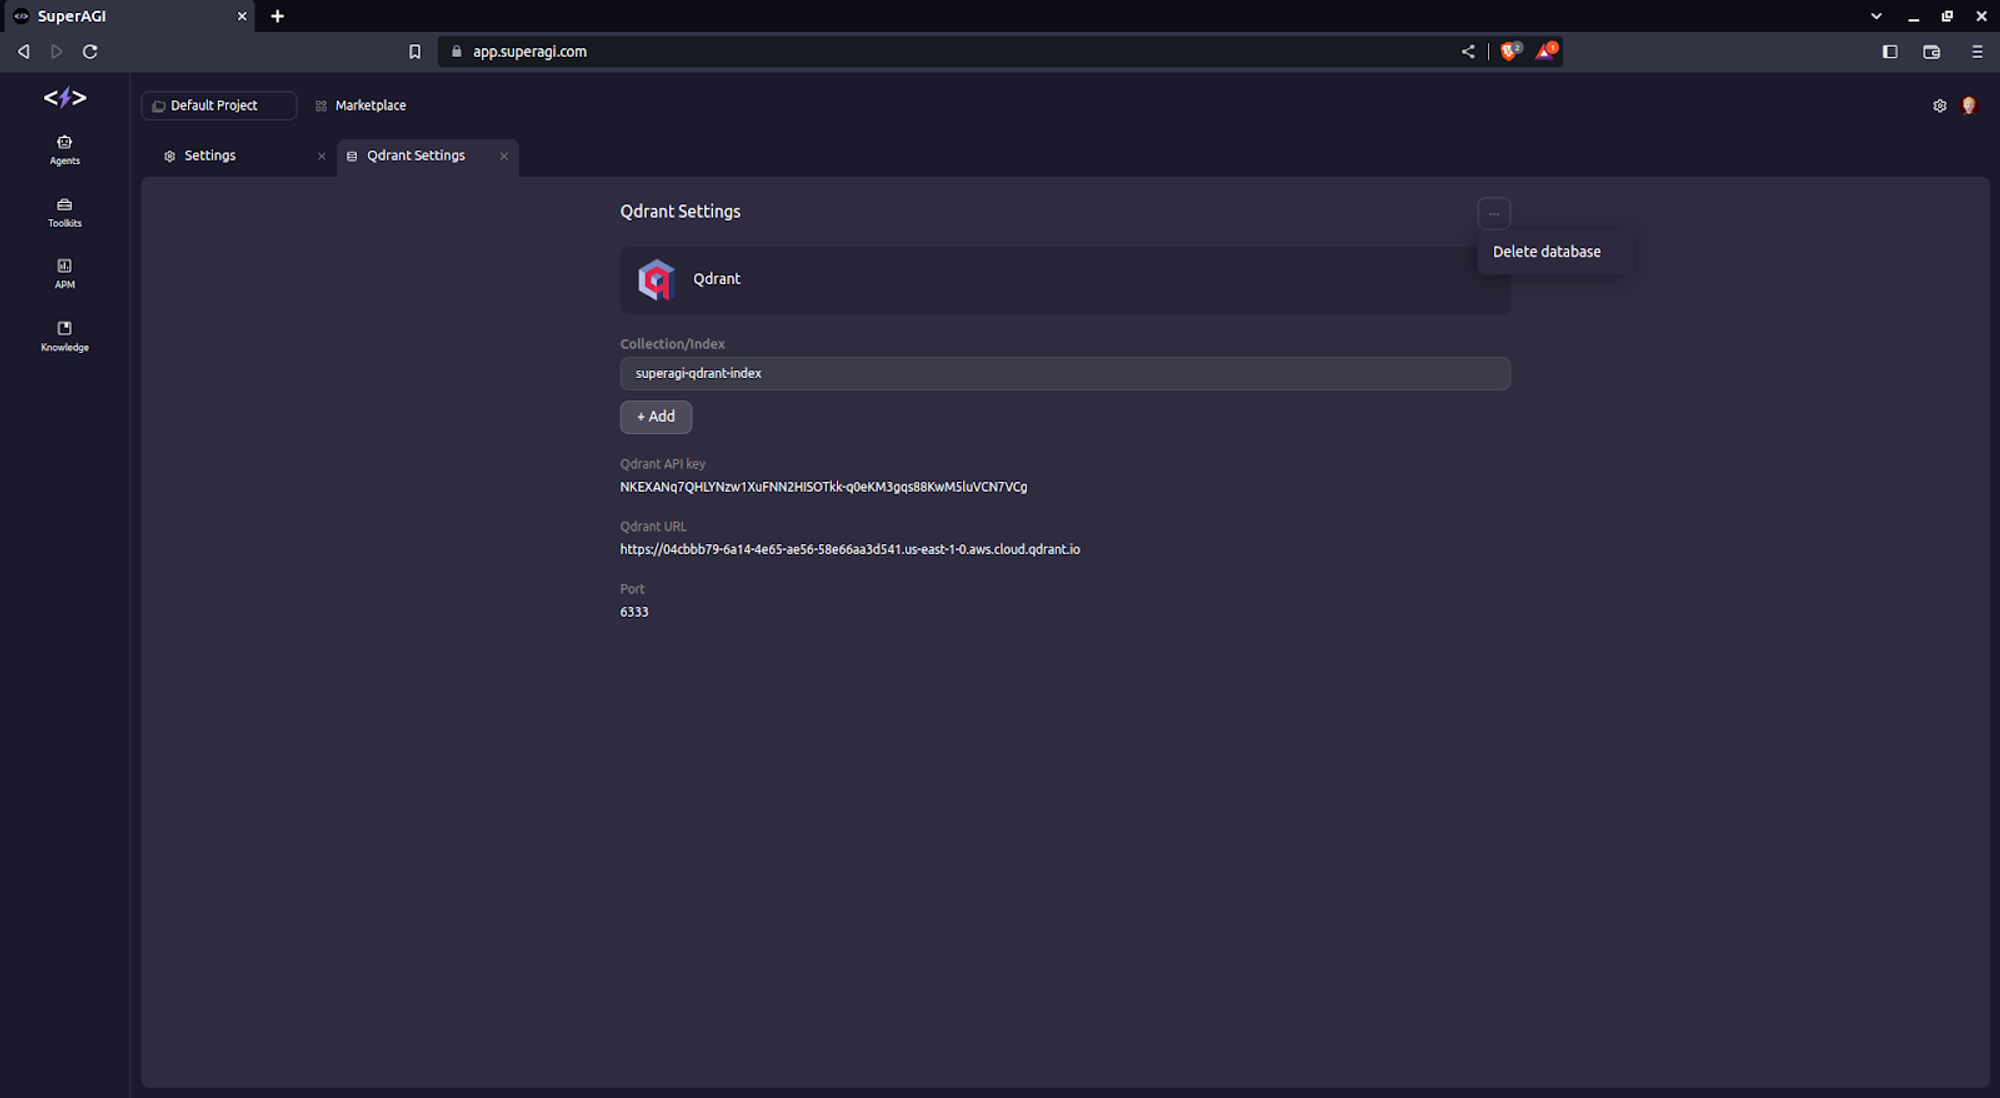 SuperAGI
app.superagi.com
2
1
Default Project
Marketplace
Agents
Toolkits
APM
Knowledge
Settings
Qdrant Settings
Qdrant Settings
...
Delete database
Qdrant
Collection/Index
superagi-qdrant-index
+ Add
Qdrant API key
NKEXANq7QHLYNzw1XuFNN2HISOTkk-q0eKM3gqs88KwM5luVCN7VCg
Qdrant URL
https://04cbbb79-6a14-4e65-ae56-58e66aa3d541.us-east-1-0.aws.cloud.qdrant.io
Port
6333